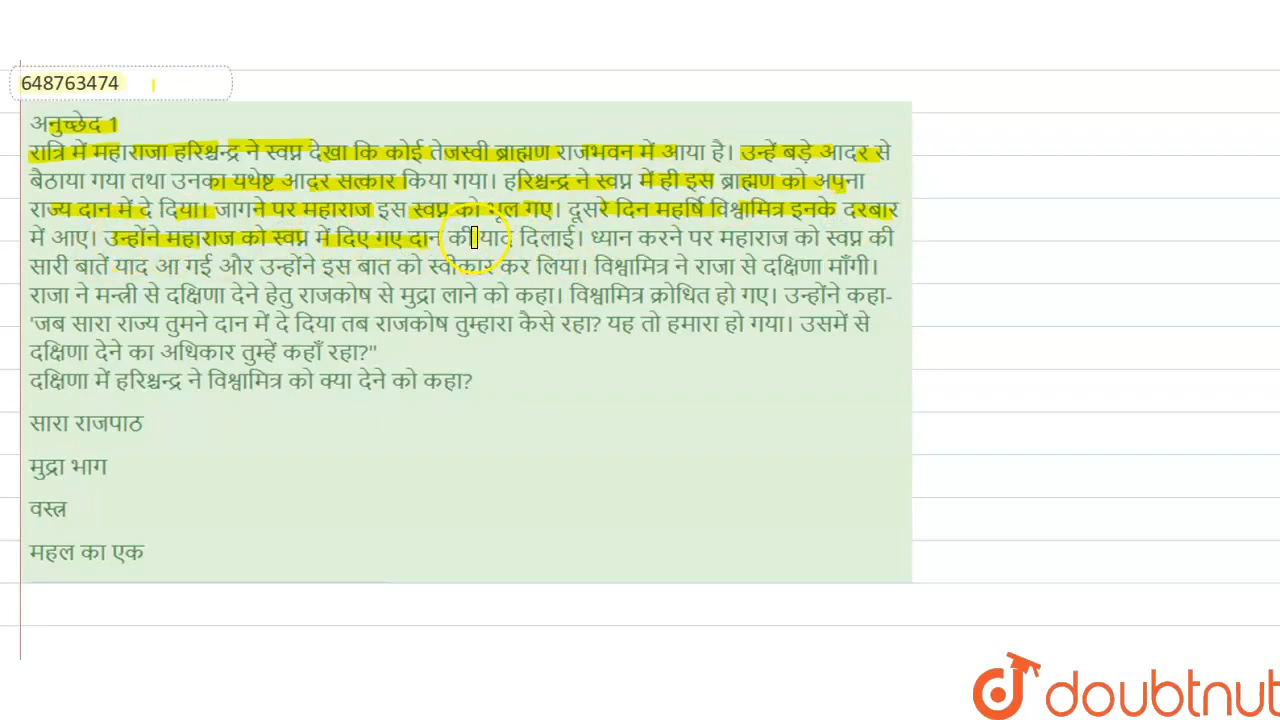 648763474
अनुच्छेद 1
रात्रि में महाराजा हरिश्चन्द्र ने स्वप्न देखा कि कोई तेजस्वी ब्राह्मण राजभवन में आया है। उन्हें बड़े आदर से
बैठाया गया तथा उनका यथेष्ट आदर सत्कार किया गया। हरिश्चन्द्र ने स्वप्न में ही इस ब्राह्मण को अपना
राज्य दान में दे दिया। जागने पर महाराज इस स्वप्न को भूल गए। दूसरे दिन महर्षि विश्वामित्र इनके दरबार
में आए। उन्होंने महाराज को स्वप्न में दिए गए दान की याद दिलाई। ध्यान करने पर महाराज को स्वप्न की
सारी बातें याद आ गई और उन्होंने इस बात को स्वीकार कर लिया। विश्वामित्र ने राजा से दक्षिणा माँगी।
राजा ने मन्त्री से दक्षिणा देने हेतु राजकोष से मुद्रा लाने को कहा। विश्वामित्र क्रोधित हो गए। उन्होंने कहा-
'जब सारा राज्य तुमने दान में दे दिया तब राजकोष तुम्हारा कैसे रहा? यह तो हमारा हो गया। उसमें से
दक्षिणा देने का अधिकार तुम्हें कहाँ रहा?"
दक्षिणा में हरिश्चन्द्र ने विश्वामित्र को क्या देने को कहा?
सारा राजपाठ
मुद्रा भाग
वस्त्र
महल का एक
doubtnut